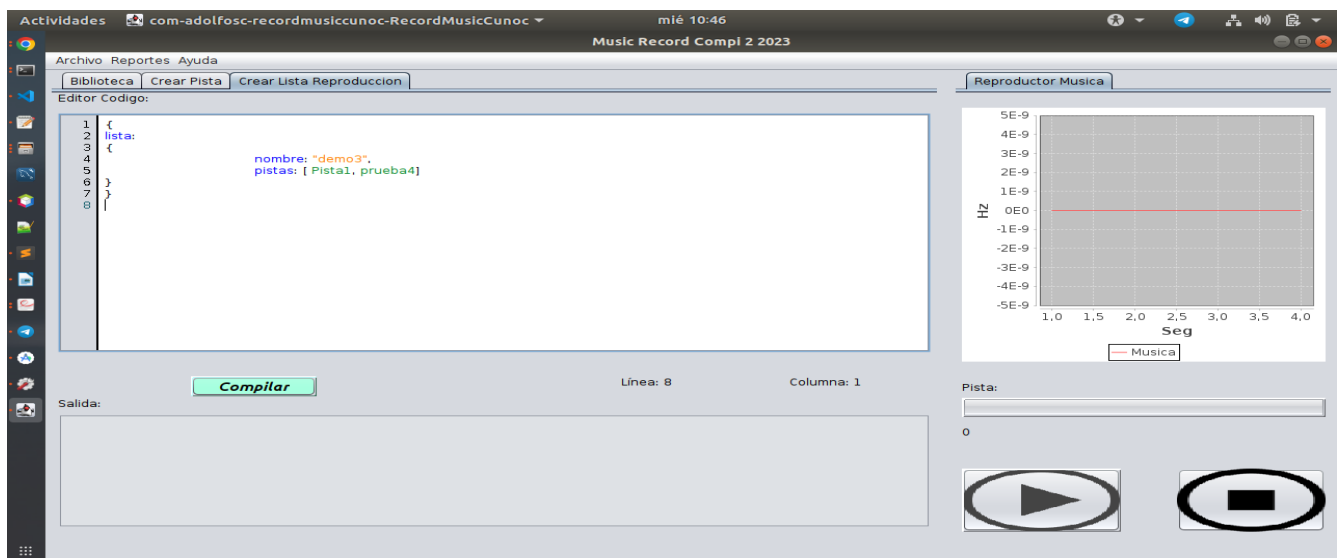 Actividades com-adolfosc-recordmusiccunoc-RecordMusicCunoc mié 10:46
Music Record Compi 2 2023
Archivo Reportes Ayuda
Biblioteca Crear Pista Crear Lista Reproduccion
Editor Codigo:
1 {
2 lista:
3 {
4 nombre: "demo3",
5 pistas: [ Pista1, prueba4]
6 }
7 }
8
Compilar Línea: 8 Columna: 1
Salida:
Reproductor Musica
5E-9
4E-9
3E-9
2E-9
1E-9
0E0
-1E-9
-2E-9
-3E-9
-4E-9
-5E-9
Hz
1,0 1,5 2,0 2,5 3,0 3,5 4,0
Seg
Musica
Pista:
0